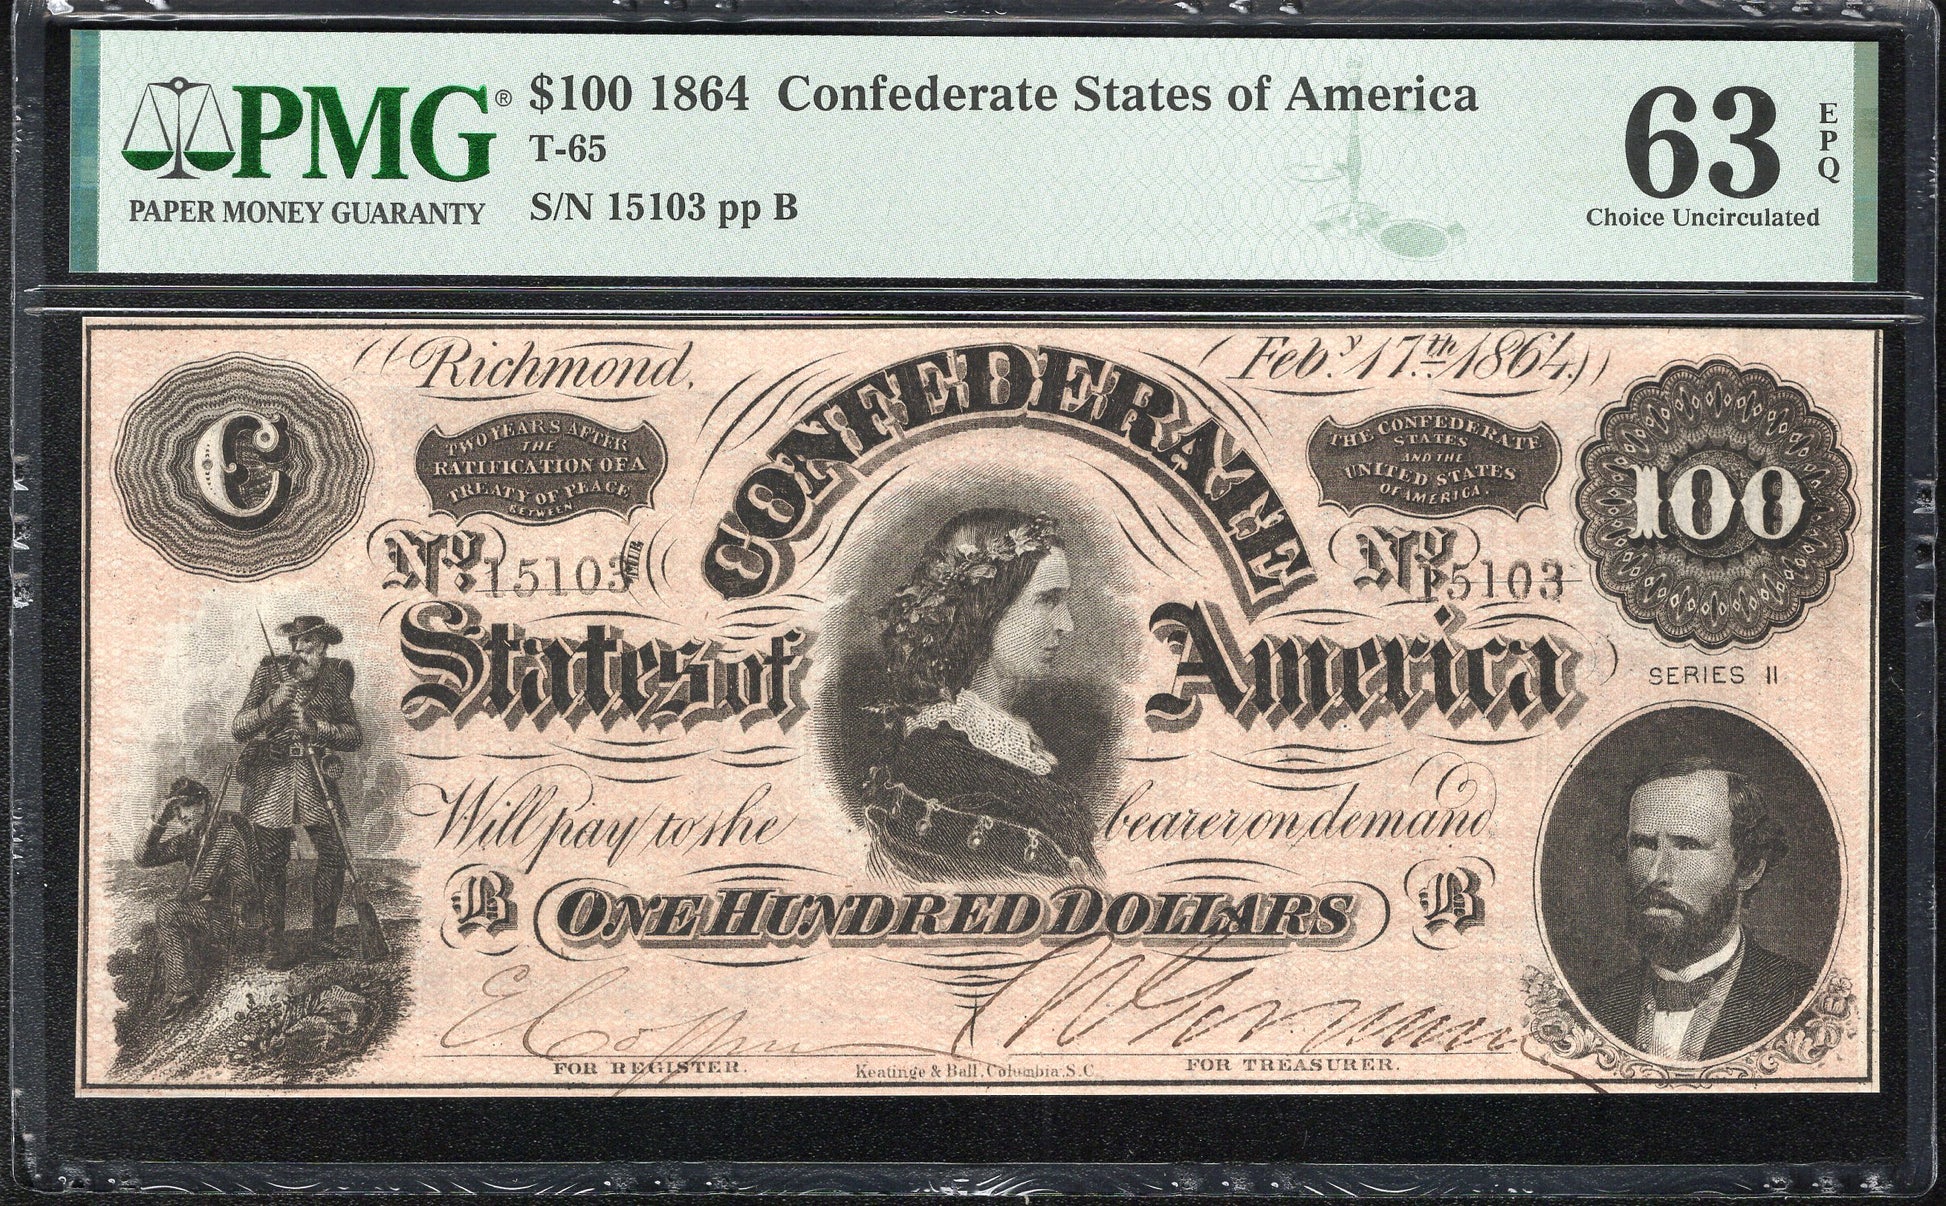 PMG®
PAPER MONEY GUARANTY
$100 1864 Confederate States of America
T-65
S/N 15103 pp B
63
EPQ
Choice Uncirculated
Richmond,
Feby. 17th 1864.
C
TWO YEARS AFTER
THE
RATIFICATION OF A
TREATY OF PEACE
BETWEEN
THE CONFEDERATE
STATES
AND THE
UNITED STATES
OF AMERICA.
100
CONFEDERATE
No. 15103
No. 15103
States of America
SERIES II
Will pay to the bearer on demand
B
ONE HUNDRED DOLLARS
B
FOR REGISTER.
Keatinge & Ball, Columbia, S.C.
FOR TREASURER.